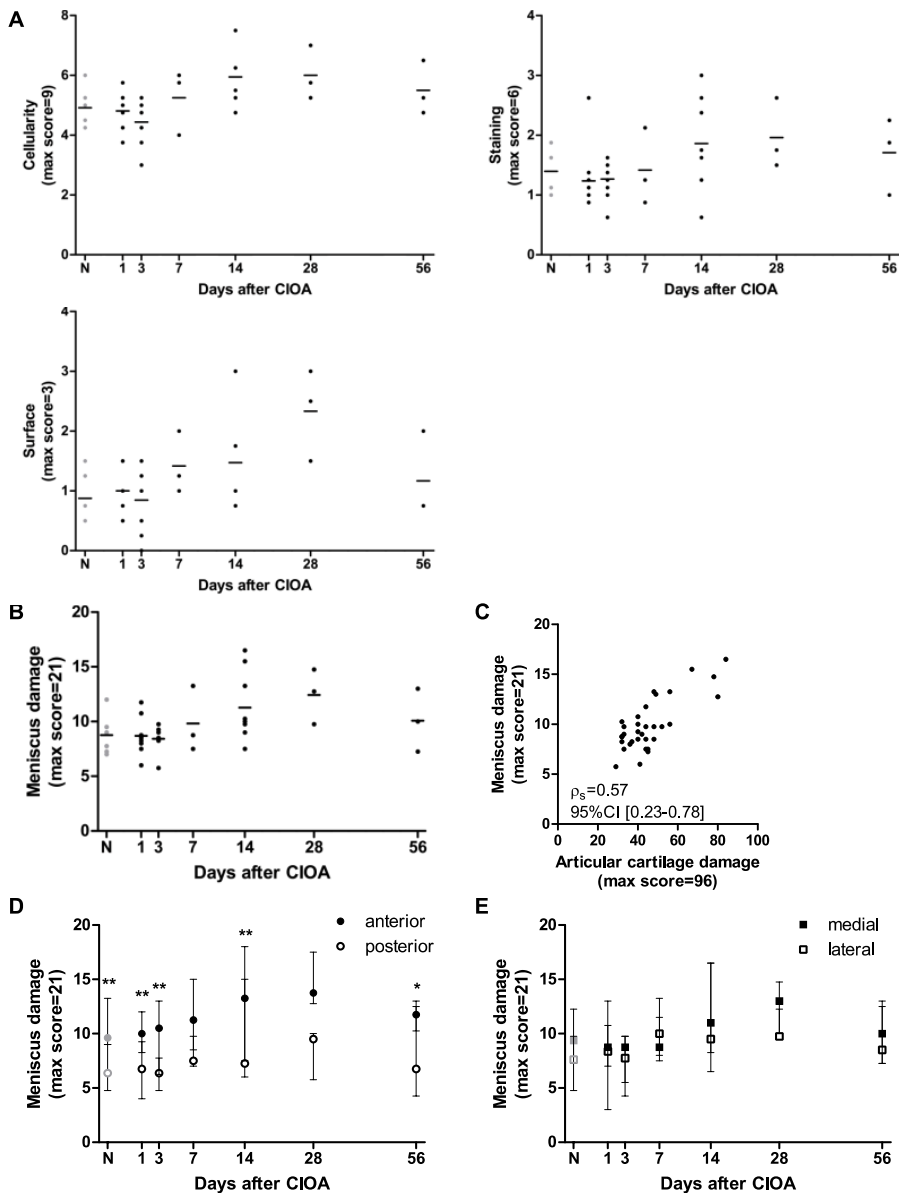 A
Cellularity
(max score=9)
8
6
4
2
0
N 1 3 7 14 28 56
Days after CIOA
Staining
(max score=6)
4
3
2
1
0
N 1 3 7 14 28 56
Days after CIOA
Surface
(max score=3)
4
3
2
1
0
N 1 3 7 14 28 56
Days after CIOA
B
Meniscus damage
(max score=21)
20
15
10
5
0
N 1 3 7 14 28 56
Days after CIOA
C
Meniscus damage
(max score=21)
20
15
10
5
0
ρs=0.57
95%CI [0.23-0.78]
0 20 40 60 80 100
Articular cartilage damage
(max score=96)
D
Meniscus damage
(max score=21)
20
15
10
5
0
anterior
posterior
** ** ** ** *
N 1 3 7 14 28 56
Days after CIOA
E
Meniscus damage
(max score=21)
20
15
10
5
0
medial
lateral
N 1 3 7 14 28 56
Days after CIOA